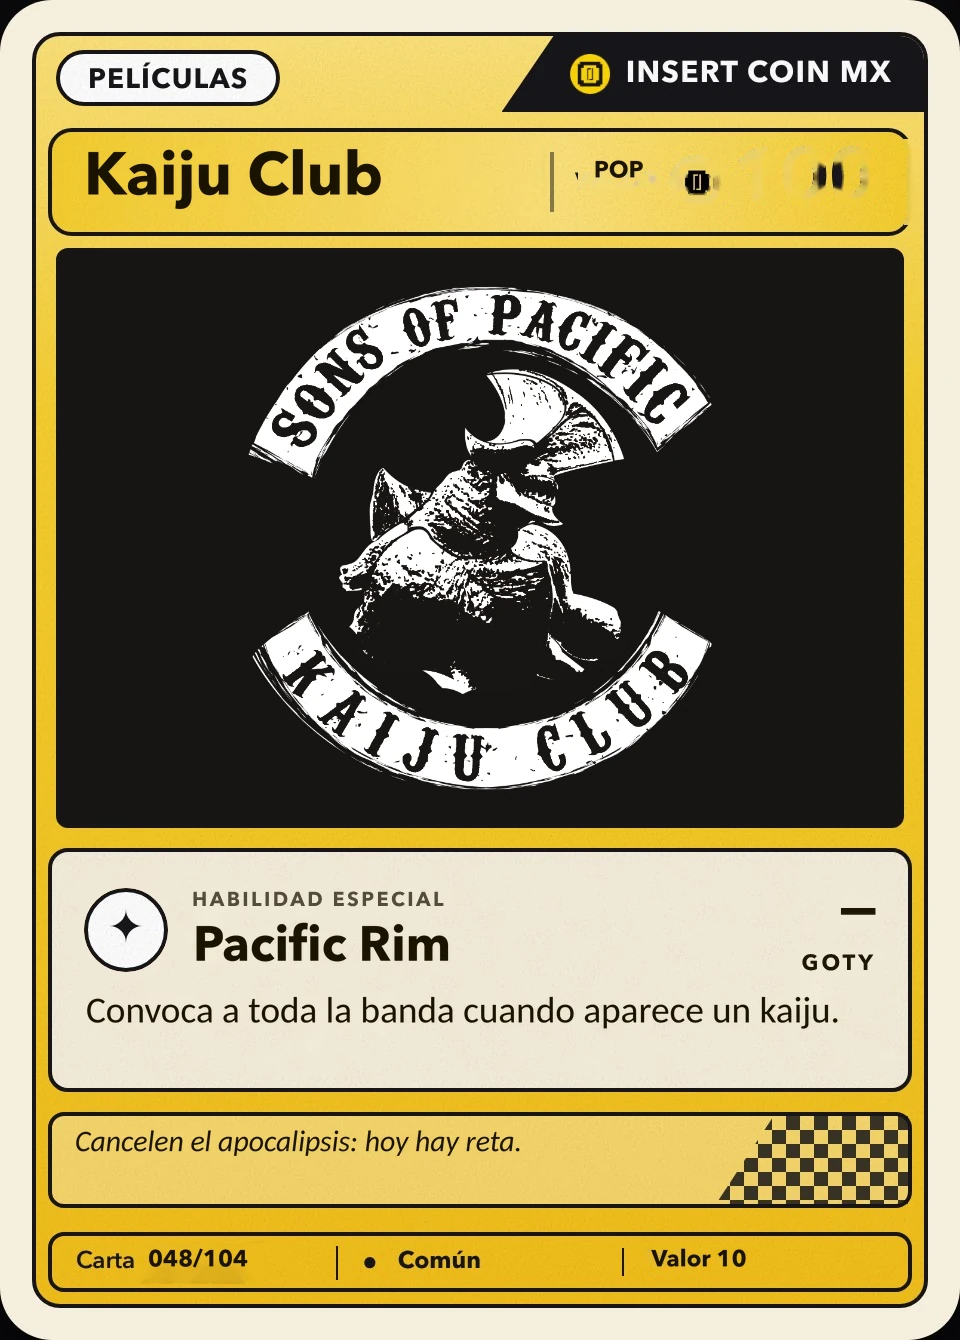 PELÍCULAS
INSERT COIN MX
Kaiju Club
POP
SONS OF PACIFIC
KAIJU CLUB
HABILIDAD ESPECIAL
Pacific Rim
—
GOTY
Convoca a toda la banda cuando aparece un kaiju.
Cancelen el apocalipsis: hoy hay reta.
Carta 048/104
• Común
Valor 10